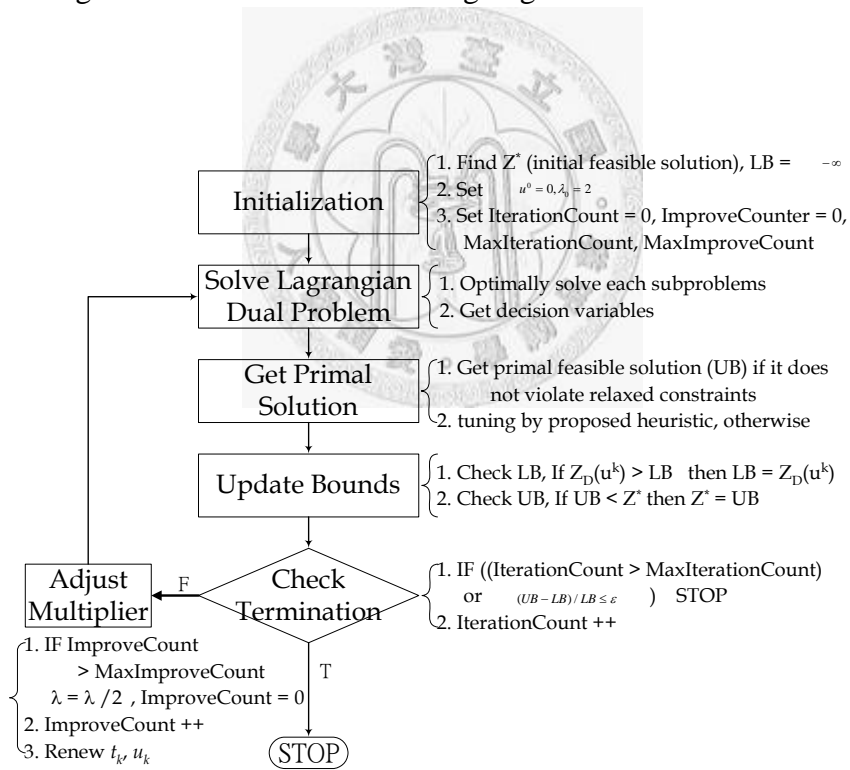 Initialization
1. Find Z* (initial feasible solution), LB = −∞
2. Set u⁰ = 0, λ₀ = 2
3. Set IterationCount = 0, ImproveCounter = 0,
MaxIterationCount, MaxImproveCount
Solve Lagrangian
Dual Problem
1. Optimally solve each subproblems
2. Get decision variables
Get Primal
Solution
1. Get primal feasible solution (UB) if it does
not violate relaxed constraints
2. tuning by proposed heuristic, otherwise
Update Bounds
1. Check LB, If Z_D(u^k) > LB then LB = Z_D(u^k)
2. Check UB, If UB < Z* then Z* = UB
Check
Termination
1. IF ((IterationCount > MaxIterationCount)
or (UB − LB) / LB ≤ ε ) STOP
2. IterationCount ++
F
Adjust
Multiplier
1. IF ImproveCount
> MaxImproveCount
λ = λ /2 , ImproveCount = 0
2. ImproveCount ++
3. Renew t_k, u_k
T
STOP